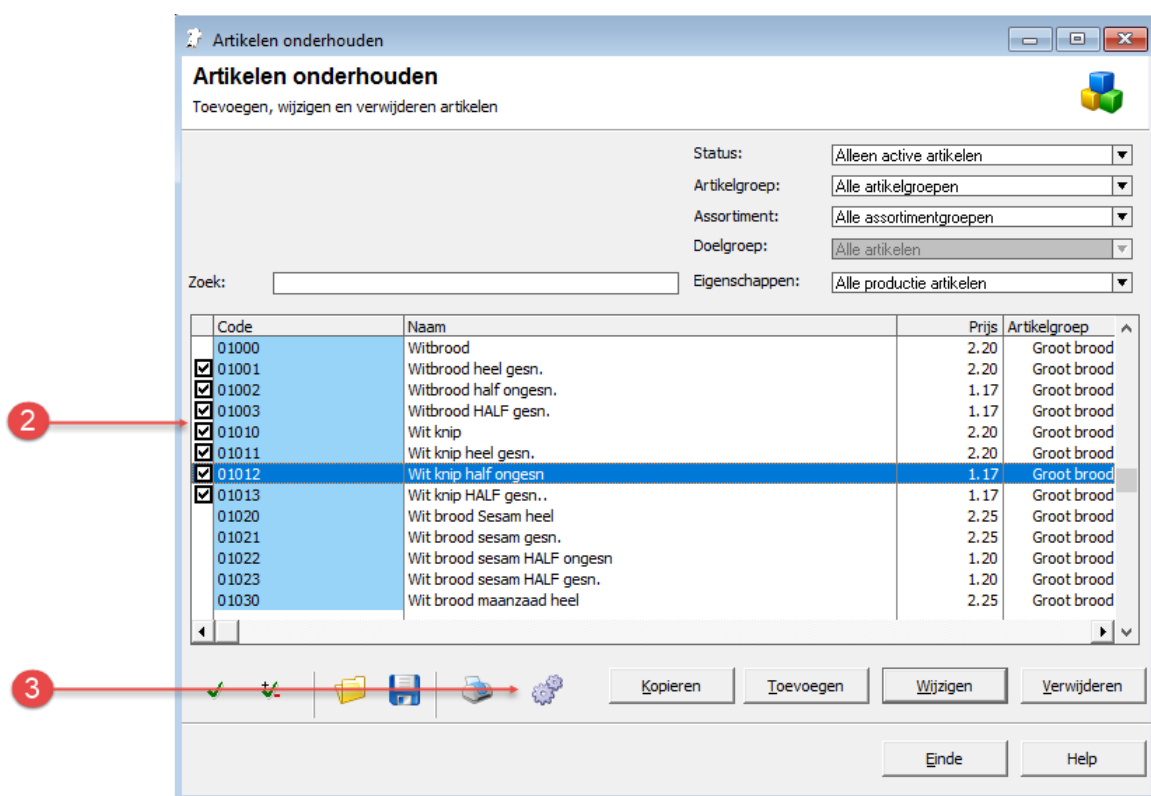 Artikelen onderhouden
Artikelen onderhouden
Toevoegen, wijzigen en verwijderen artikelen
Status: Alleen active artikelen
Artikelgroep: Alle artikelgroepen
Assortiment: Alle assortimentgroepen
Doelgroep: Alle artikelen
Zoek: Eigenschappen: Alle productie artikelen
Code Naam Prijs Artikelgroep
01000 Witbrood 2.20 Groot brood
01001 Witbrood heel gesn. 2.20 Groot brood
01002 Witbrood half ongesn. 1.17 Groot brood
01003 Witbrood HALF gesn. 1.17 Groot brood
2
01010 Wit knip 2.20 Groot brood
01011 Wit knip heel gesn. 2.20 Groot brood
01012 Wit knip half ongesn 1.17 Groot brood
01013 Wit knip HALF gesn.. 1.17 Groot brood
01020 Wit brood Sesam heel 2.25 Groot brood
01021 Wit brood sesam gesn. 2.25 Groot brood
01022 Wit brood sesam HALF ongesn 1.20 Groot brood
01023 Wit brood sesam HALF gesn. 1.20 Groot brood
01030 Wit brood maanzaad heel 2.25 Groot brood
3
Kopieren Toevoegen Wijzigen Verwijderen
Einde Help